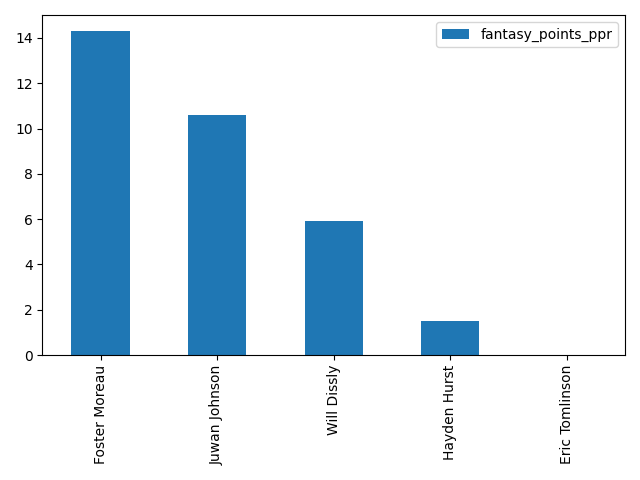 fantasy_points_ppr
14
12
10
8
6
4
2
0
Foster Moreau
Juwan Johnson
Will Dissly
Hayden Hurst
Eric Tomlinson